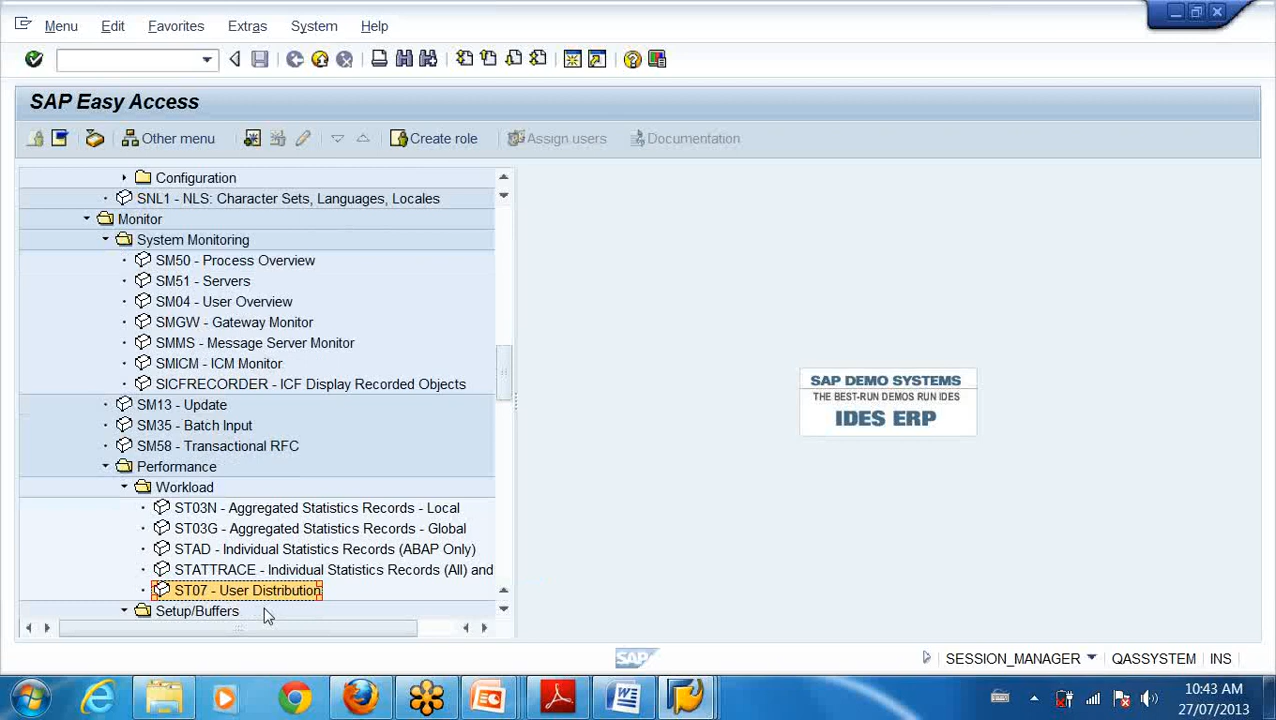 Menu Edit Favorites Extras System Help
SAP Easy Access
Other menu Create role Assign users Documentation
Configuration
SNL1 - NLS: Character Sets, Languages, Locales
Monitor
System Monitoring
SM50 - Process Overview
SM51 - Servers
SM04 - User Overview
SMGW - Gateway Monitor
SMMS - Message Server Monitor
SMICM - ICM Monitor
SICFRECORDER - ICF Display Recorded Objects
SM13 - Update
SM35 - Batch Input
SM58 - Transactional RFC
Performance
Workload
ST03N - Aggregated Statistics Records - Local
ST03G - Aggregated Statistics Records - Global
STAD - Individual Statistics Records (ABAP Only)
STATTRACE - Individual Statistics Records (All) and
ST07 - User Distribution
Setup/Buffers
SAP DEMO SYSTEMS
THE BEST-RUN DEMOS RUN IDES
IDES ERP
SAP
SESSION_MANAGER QASSYSTEM INS
10:43 AM
27/07/2013